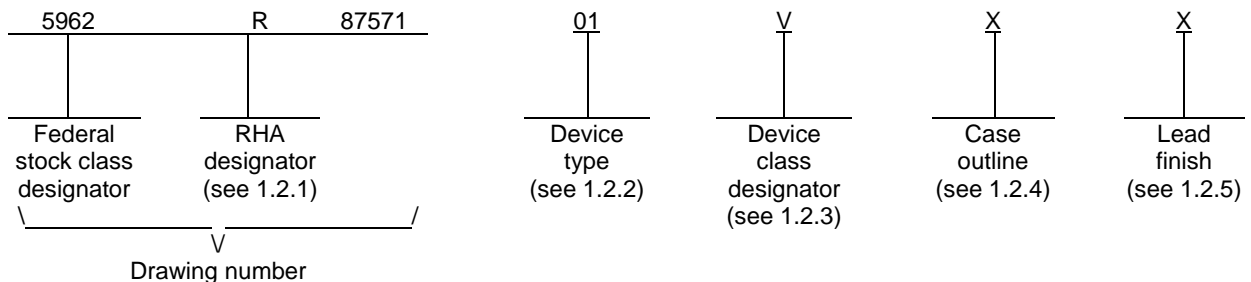 5962 R 87571 01 V X X
Federal stock class designator
RHA designator (see 1.2.1)
Device type (see 1.2.2)
Device class designator (see 1.2.3)
Case outline (see 1.2.4)
Lead finish (see 1.2.5)
Drawing number